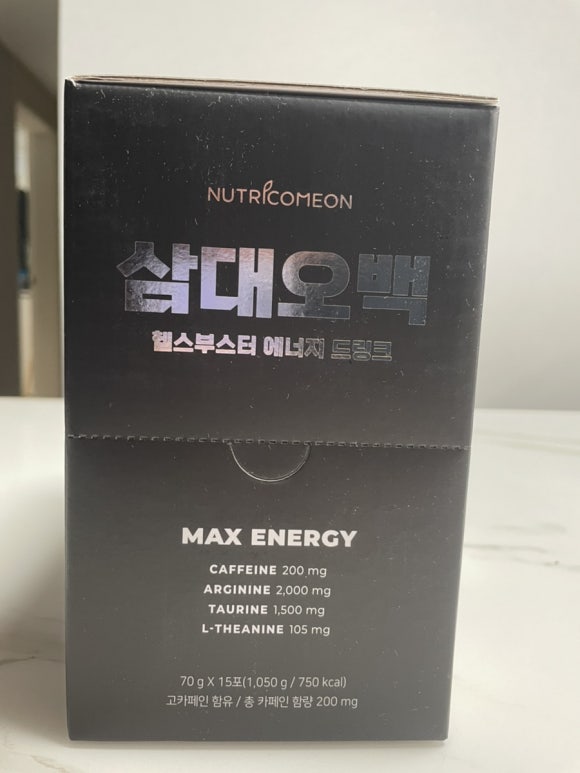 NUTRICOMEON
삼대오백
헬스부스터 에너지 드링크
MAX ENERGY
CAFFEINE 200 mg
ARGININE 2,000 mg
TAURINE 1,500 mg
L-THEANINE 105 mg
70 g X 15포(1,050 g / 750 kcal)
고카페인 함유 / 총 카페인 함량 200 mg